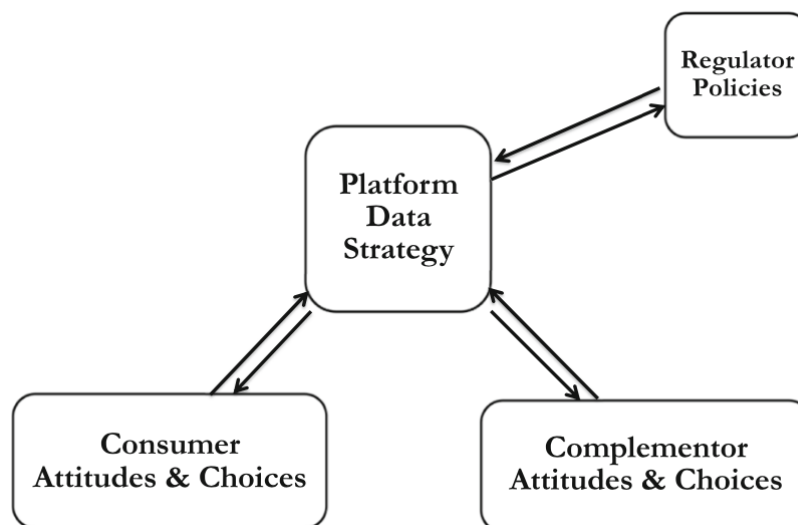 Regulator
Policies
Platform
Data
Strategy
Consumer
Attitudes & Choices
Complementor
Attitudes & Choices